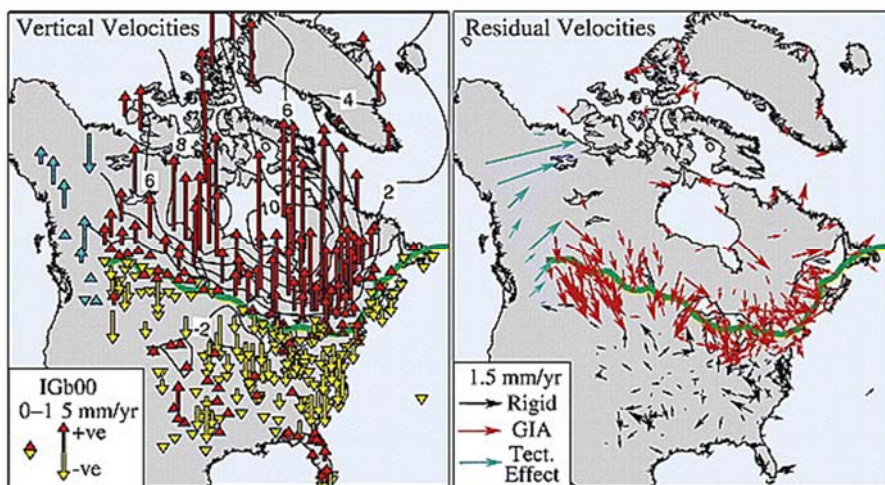 Vertical Velocities
6
4
8
6
10
2
-2
IGb00
0–1 5 mm/yr
+ve
-ve
Residual Velocities
1.5 mm/yr
Rigid
GIA
Tect.
Effect